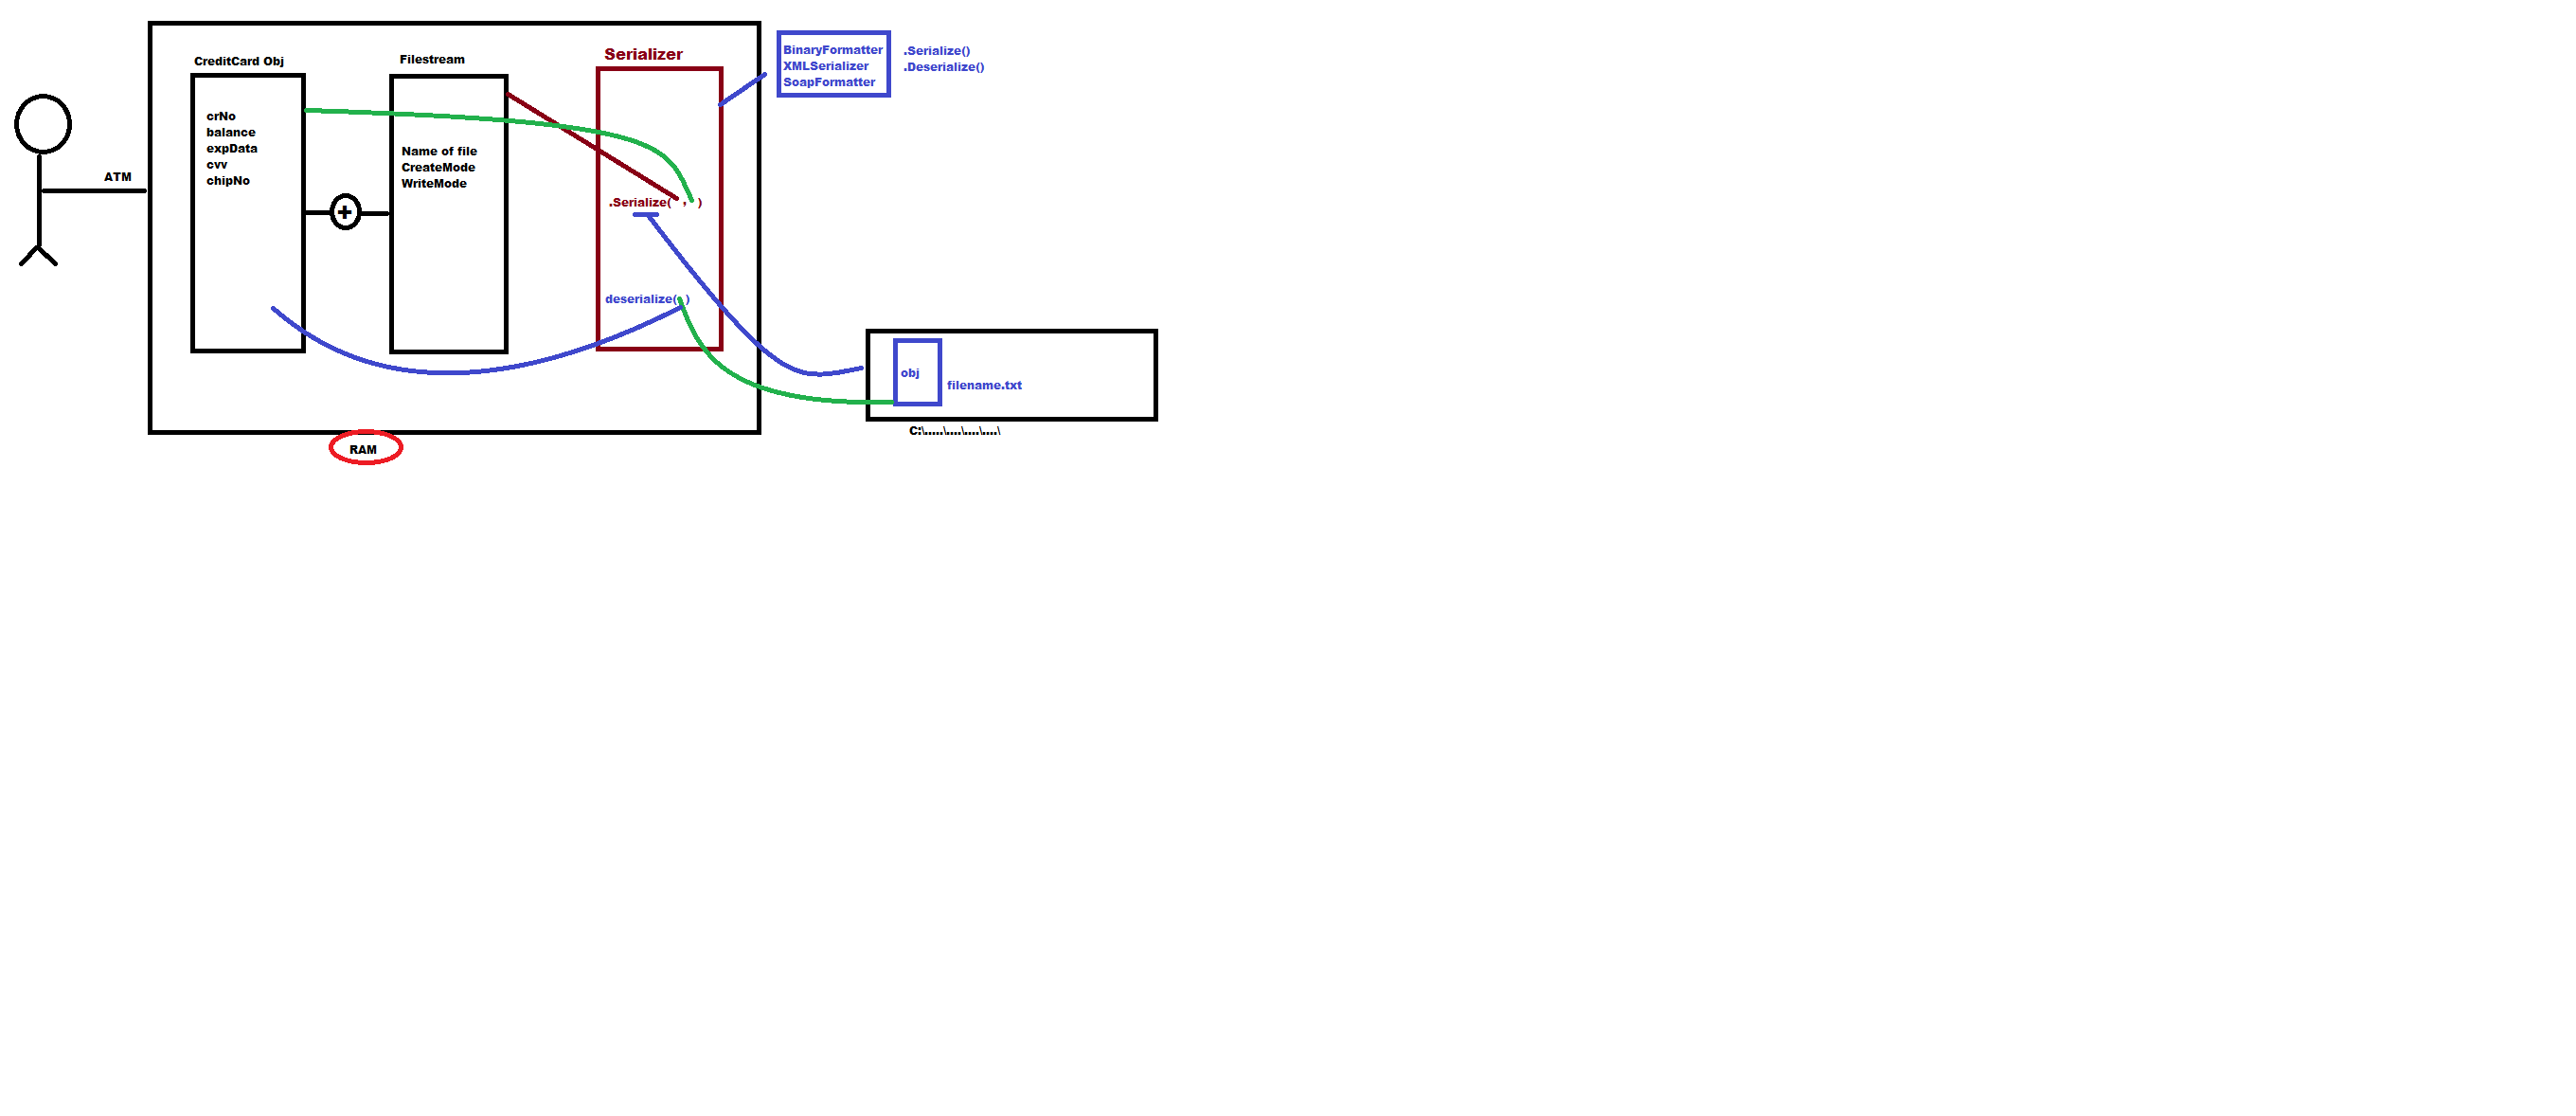 Serializer
BinaryFormatter
XMLSerializer
SoapFormatter
.Serialize()
.Deserialize()
CreditCard Obj
Filestream
crNo
balance
expData
cvv
chipNo
Name of file
CreateMode
WriteMode
ATM
+
.Serialize( , )
deserialize( )
obj
filename.txt
C:\.....\....\....\....\
RAM